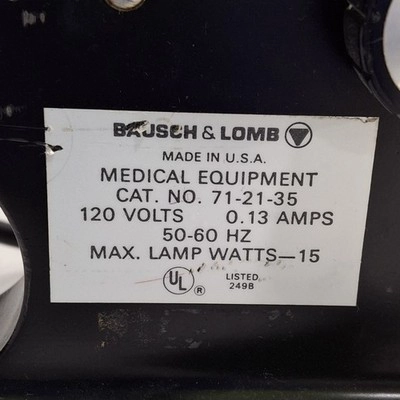 BAUSCH & LOMB
MADE IN U.S.A.
MEDICAL EQUIPMENT
CAT. NO. 71-21-35
120 VOLTS 0.13 AMPS
50-60 HZ
MAX. LAMP WATTS—15
UL ® LISTED
249B